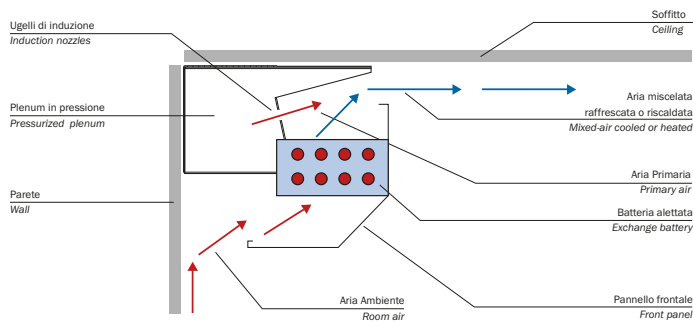 Ugelli di induzione
Induction nozzles
Plenum in pressione
Pressurized plenum
Parete
Wall
Soffitto
Ceiling
Aria miscelata
raffrescata o riscaldata
Mixed-air cooled or heated
Aria Primaria
Primary air
Batteria alettata
Exchange battery
Pannello frontale
Front panel
Aria Ambiente
Room air